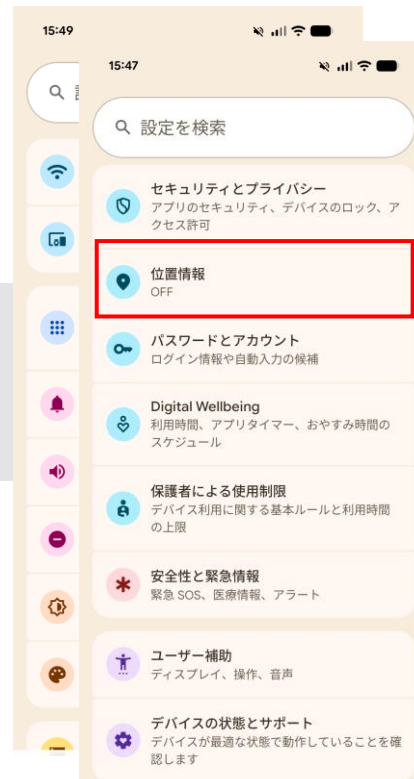 15:49
15:47
設定を検索
セキュリティとプライバシー
アプリのセキュリティ、デバイスのロック、ア
クセス許可
位置情報
OFF
パスワードとアカウント
ログイン情報や自動入力の候補
Digital Wellbeing
利用時間、アプリタイマー、おやすみ時間の
スケジュール
保護者による使用制限
デバイス利用に関する基本ルールと利用時間
の上限
安全性と緊急情報
緊急 SOS、医療情報、アラート
ユーザー補助
ディスプレイ、操作、音声
デバイスの状態とサポート
デバイスが最適な状態で動作していることを確
認します